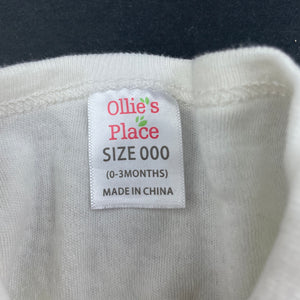 Ollie's
Place
SIZE 000
(0-3MONTHS)
MADE IN CHINA